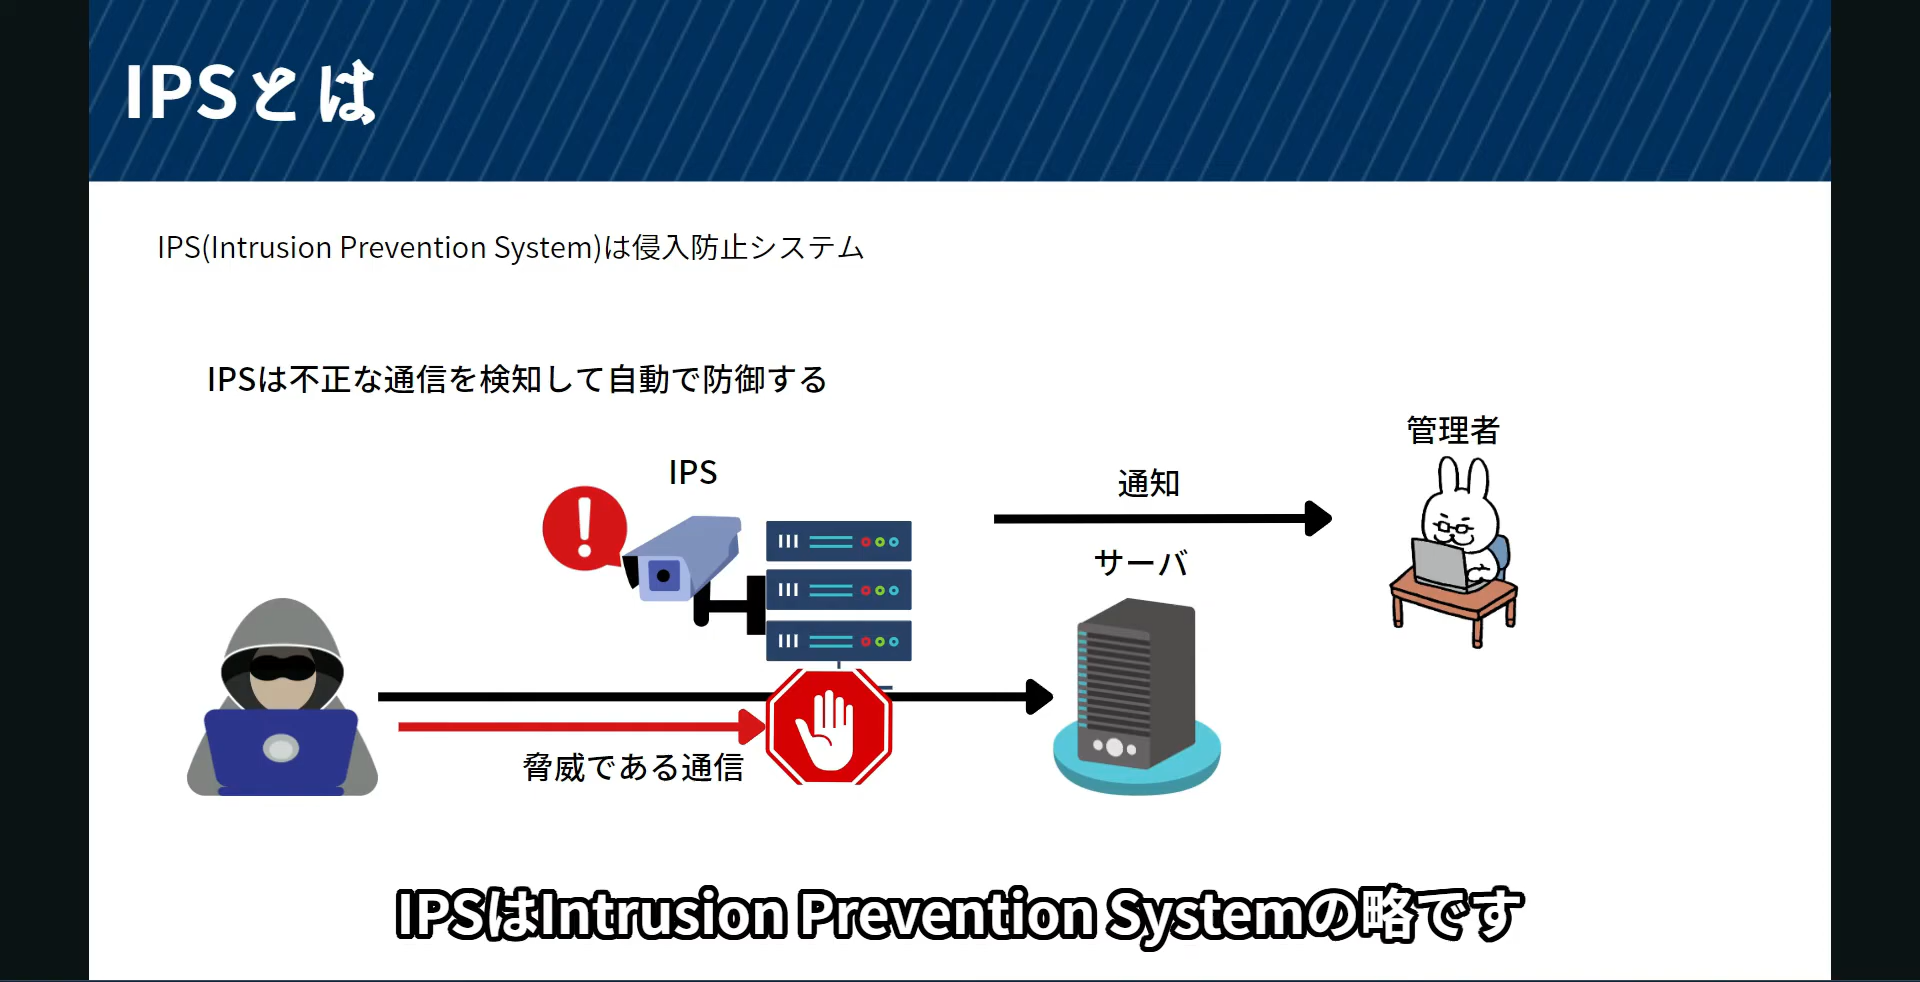 IPSとは
IPS(Intrusion Prevention System)は侵入防止システム
IPSは不正な通信を検知して自動で防御する
管理者
IPS
通知
サーバ
脅威である通信
IPSはIntrusion Prevention Systemの略です